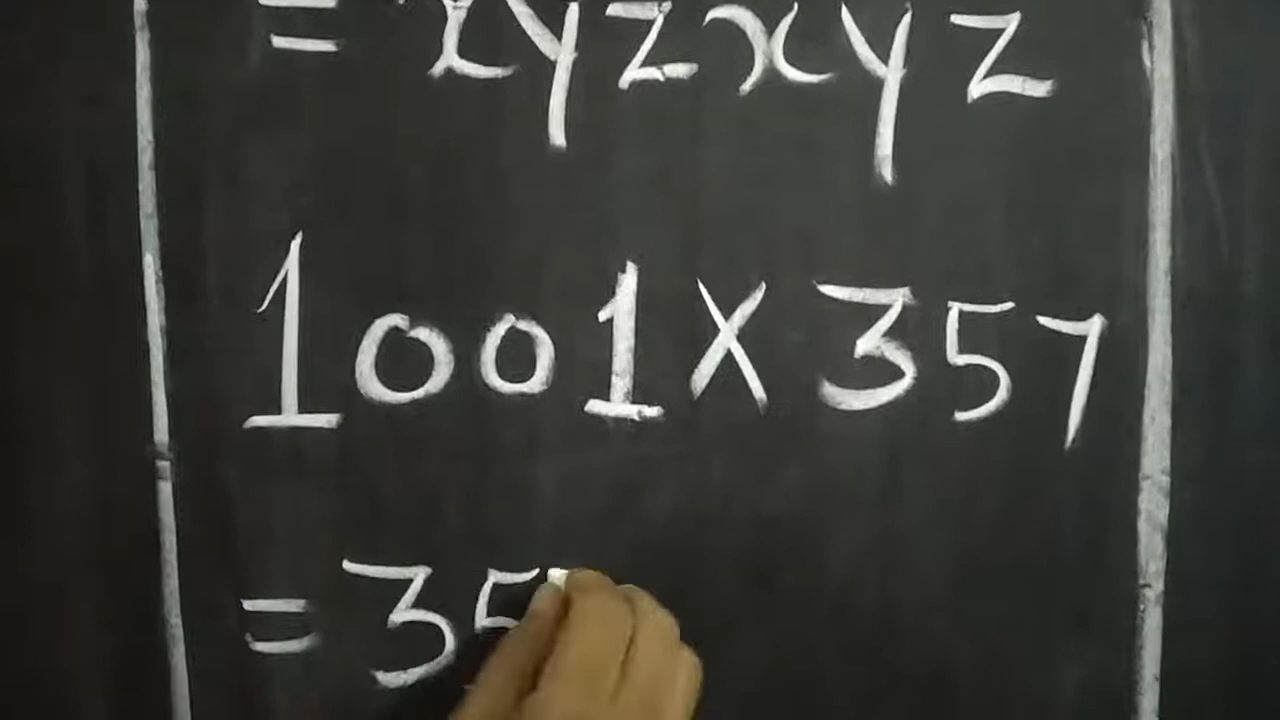 = xyzxyz
1001 X 357
= 35